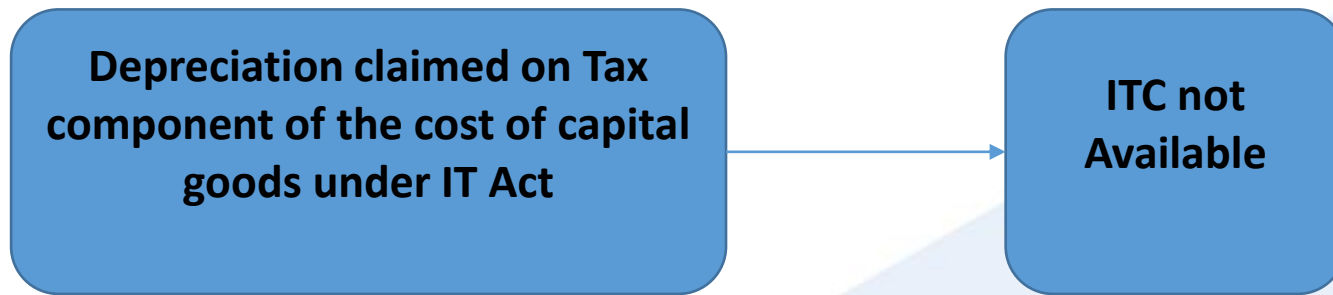 Depreciation claimed on Tax
component of the cost of capital
goods under IT Act
ITC not
Available